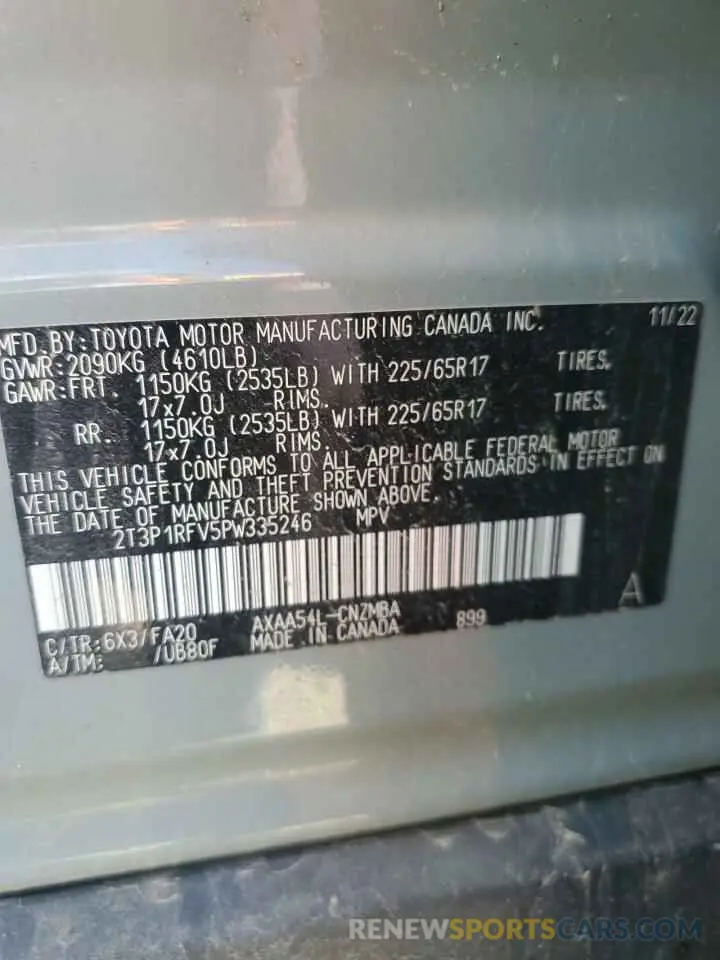 MFD BY: TOYOTA MOTOR MANUFACTURING CANADA INC. 11/22
GVWR: 2090KG (4610LB)
GAWR: FRT. 1150KG (2535LB) WITH 225/65R17 TIRES.
17x7.0J RIMS.
RR. 1150KG (2535LB) WITH 225/65R17 TIRES.
17x7.0J RIMS.
THIS VEHICLE CONFORMS TO ALL APPLICABLE FEDERAL MOTOR
VEHICLE SAFETY AND THEFT PREVENTION STANDARDS IN EFFECT ON
THE DATE OF MANUFACTURE SHOWN ABOVE.
2T3P1RFV5PW335246 MPV
A
C/TR: 6X3/FA20 AXAA54L-CNZMBA 899
A/TM: /UB80F MADE IN CANADA
RENEWSPORTSCARS.COM